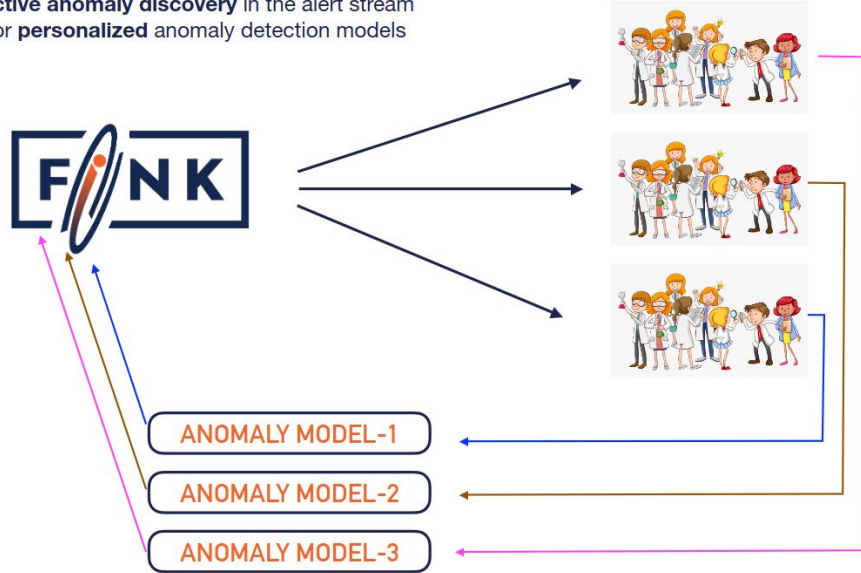 ctive anomaly discovery in the alert stream
or personalized anomaly detection models
FINK
ANOMALY MODEL-1
ANOMALY MODEL-2
ANOMALY MODEL-3